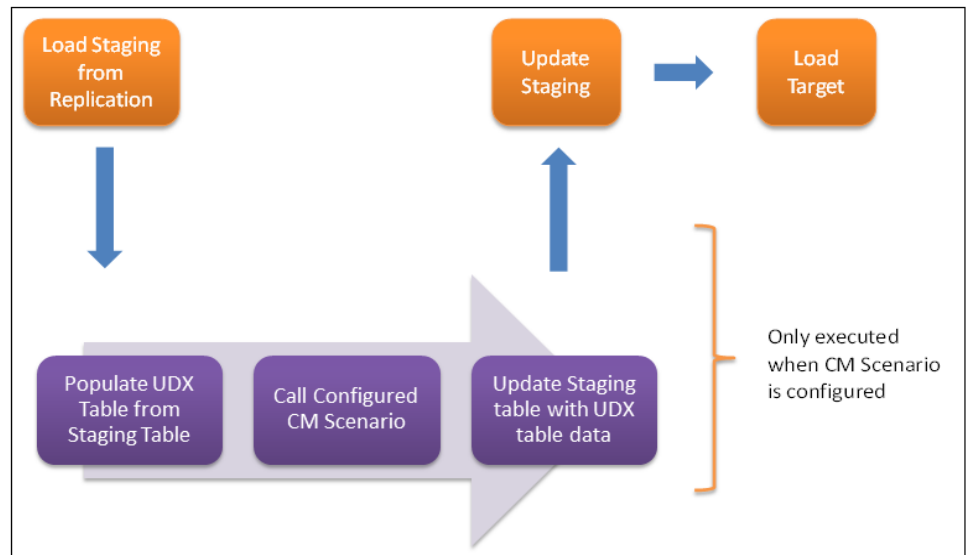 Load Staging
from
Replication
Update
Staging
Load
Target
Populate UDX
Table from
Staging Table
Call Configured
CM Scenario
Update Staging
table with UDX
table data
Only executed
when CM Scenario
is configured